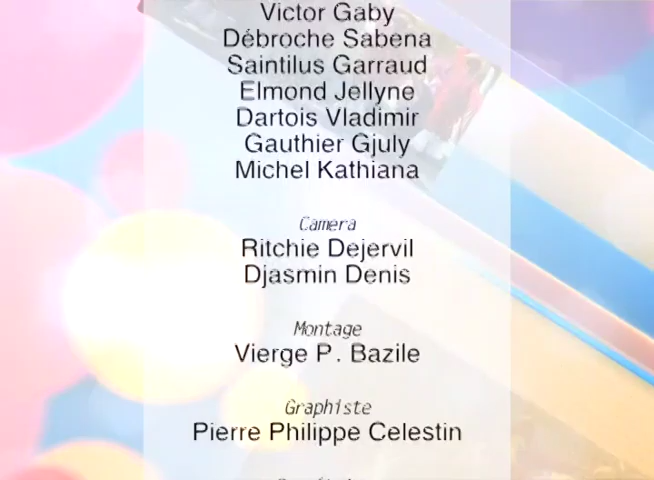 Victor Gaby
Débroche Sabena
Saintilus Garraud
Elmond Jellyne
Dartois Vladimir
Gauthier Gjuly
Michel Kathiana
Camera
Ritchie Dejervil
Djasmin Denis
Montage
Vierge P. Bazile
Graphiste
Pierre Philippe Celestin